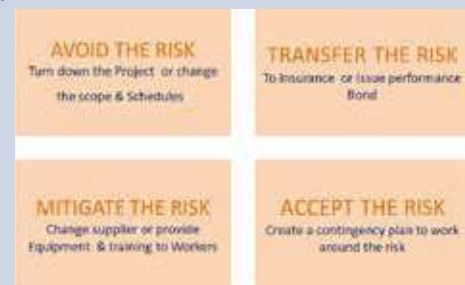 AVOID THE RISK
Turn down the Project or change
the scope & Schedules
TRANSFER THE RISK
To Insurance or Issue performance
Bond
MITIGATE THE RISK
Change supplier or provide
Equipment & training to Workers
ACCEPT THE RISK
Create a contingency plan to work
around the risk